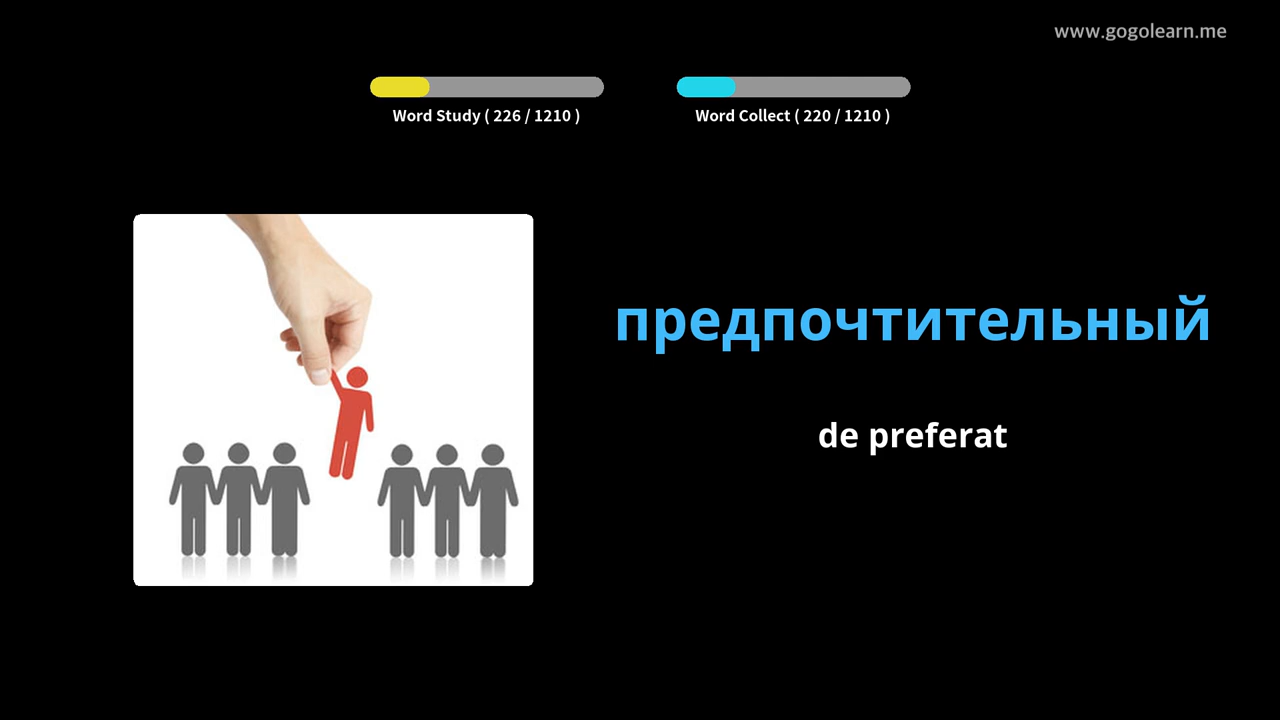 www.gogolearn.me
Word Study ( 226 / 1210 )
Word Collect ( 220 / 1210 )
предпочтительный
de preferat